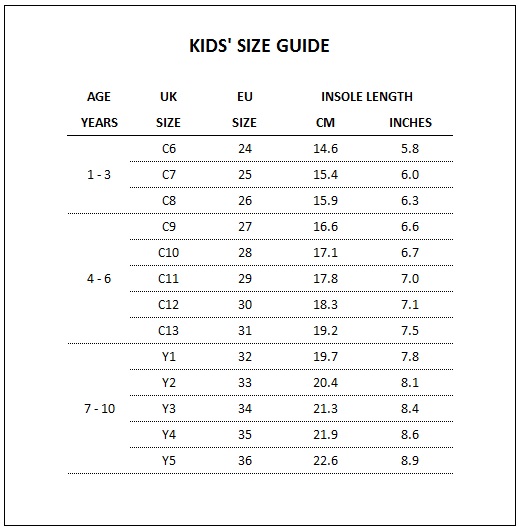 KIDS' SIZE GUIDE
AGE UK EU INSOLE LENGTH
YEARS SIZE SIZE CM INCHES
C6 24 14.6 5.8
1 - 3 C7 25 15.4 6.0
C8 26 15.9 6.3
C9 27 16.6 6.6
C10 28 17.1 6.7
4 - 6 C11 29 17.8 7.0
C12 30 18.3 7.1
C13 31 19.2 7.5
Y1 32 19.7 7.8
Y2 33 20.4 8.1
7 - 10 Y3 34 21.3 8.4
Y4 35 21.9 8.6
Y5 36 22.6 8.9